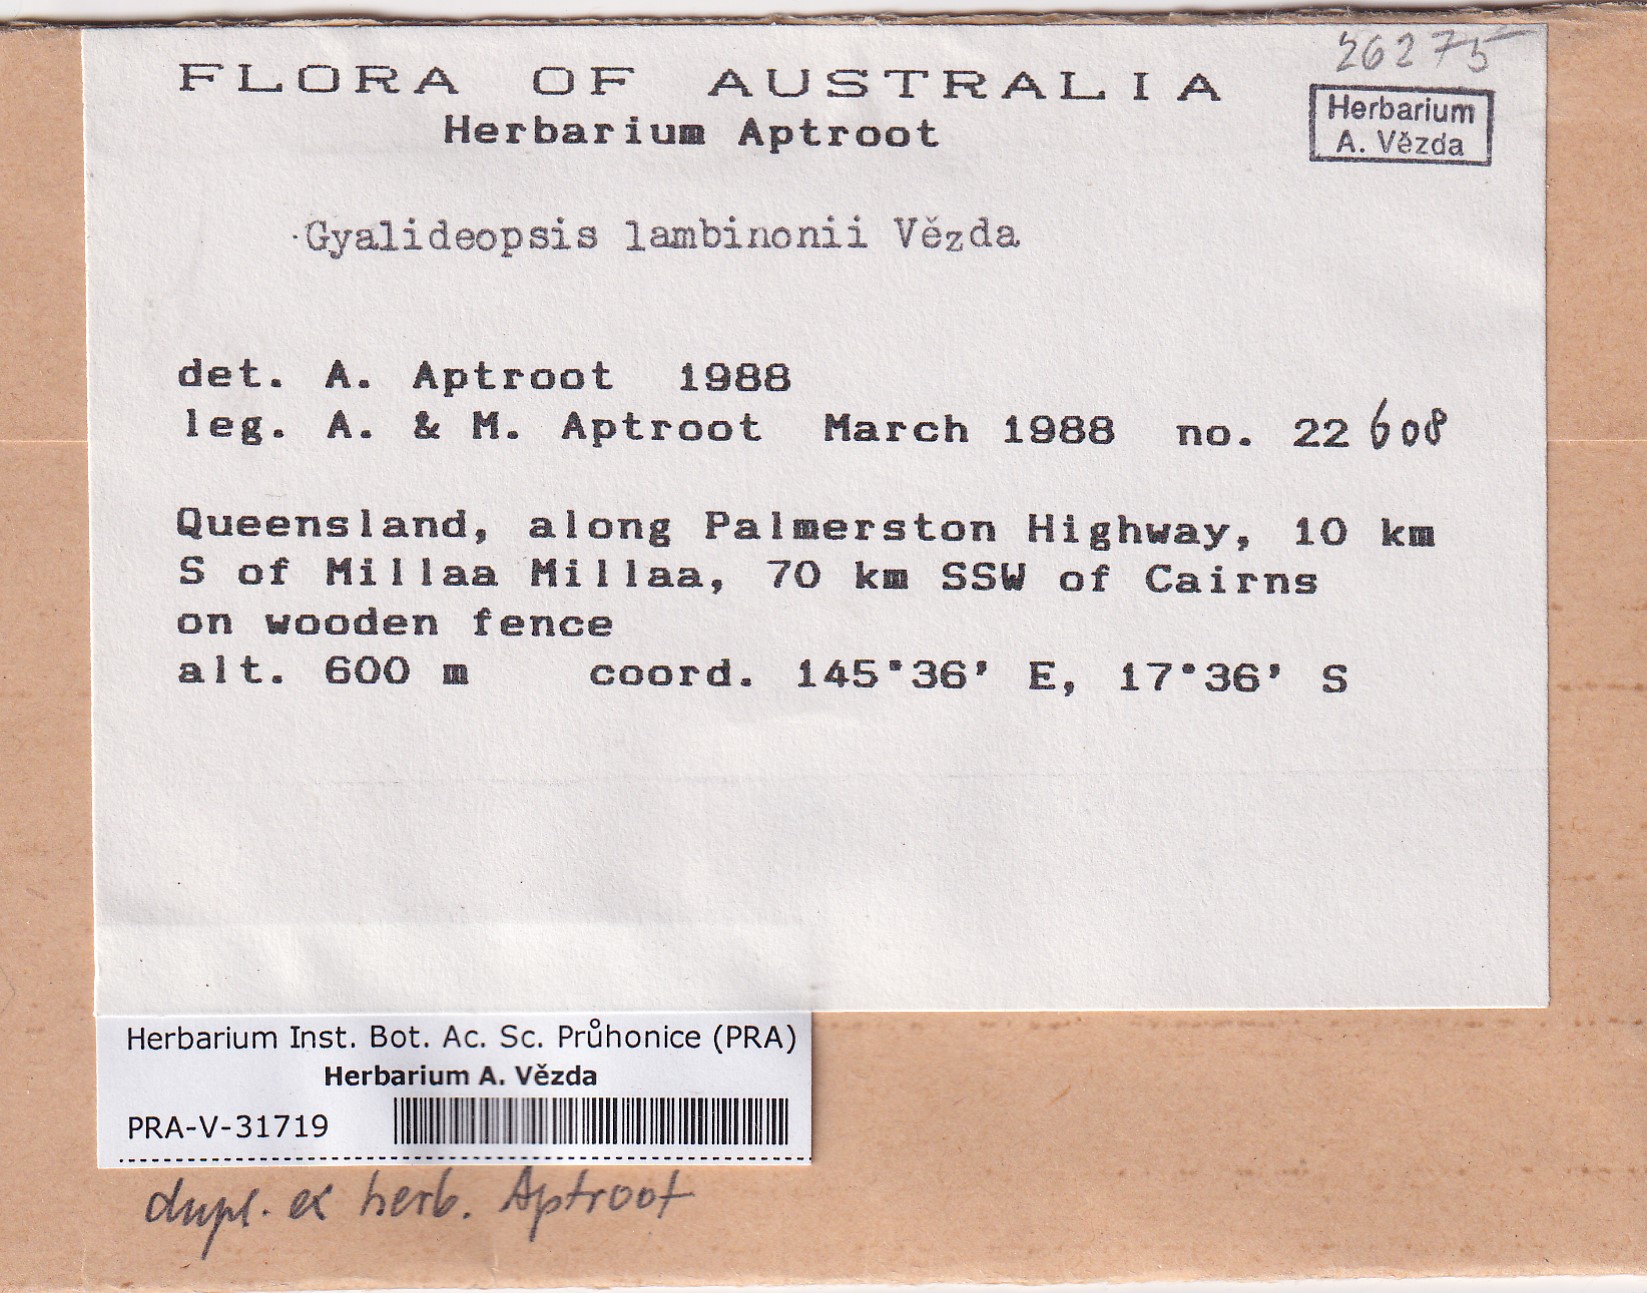 26275
FLORA OF AUSTRALIA
Herbarium Aptroot
Herbarium
A. Vězda
Gyalideopsis lambinonii Vězda
det. A. Aptroot 1988
leg. A. & M. Aptroot March 1988 no. 22608
Queensland, along Palmerston Highway, 10 km
S of Millaa Millaa, 70 km SSW of Cairns
on wooden fence
alt. 600 m coord. 145°36' E, 17°36' S
Herbarium Inst. Bot. Ac. Sc. Průhonice (PRA)
Herbarium A. Vězda
PRA-V-31719
dupl. ex herb. Aptroot